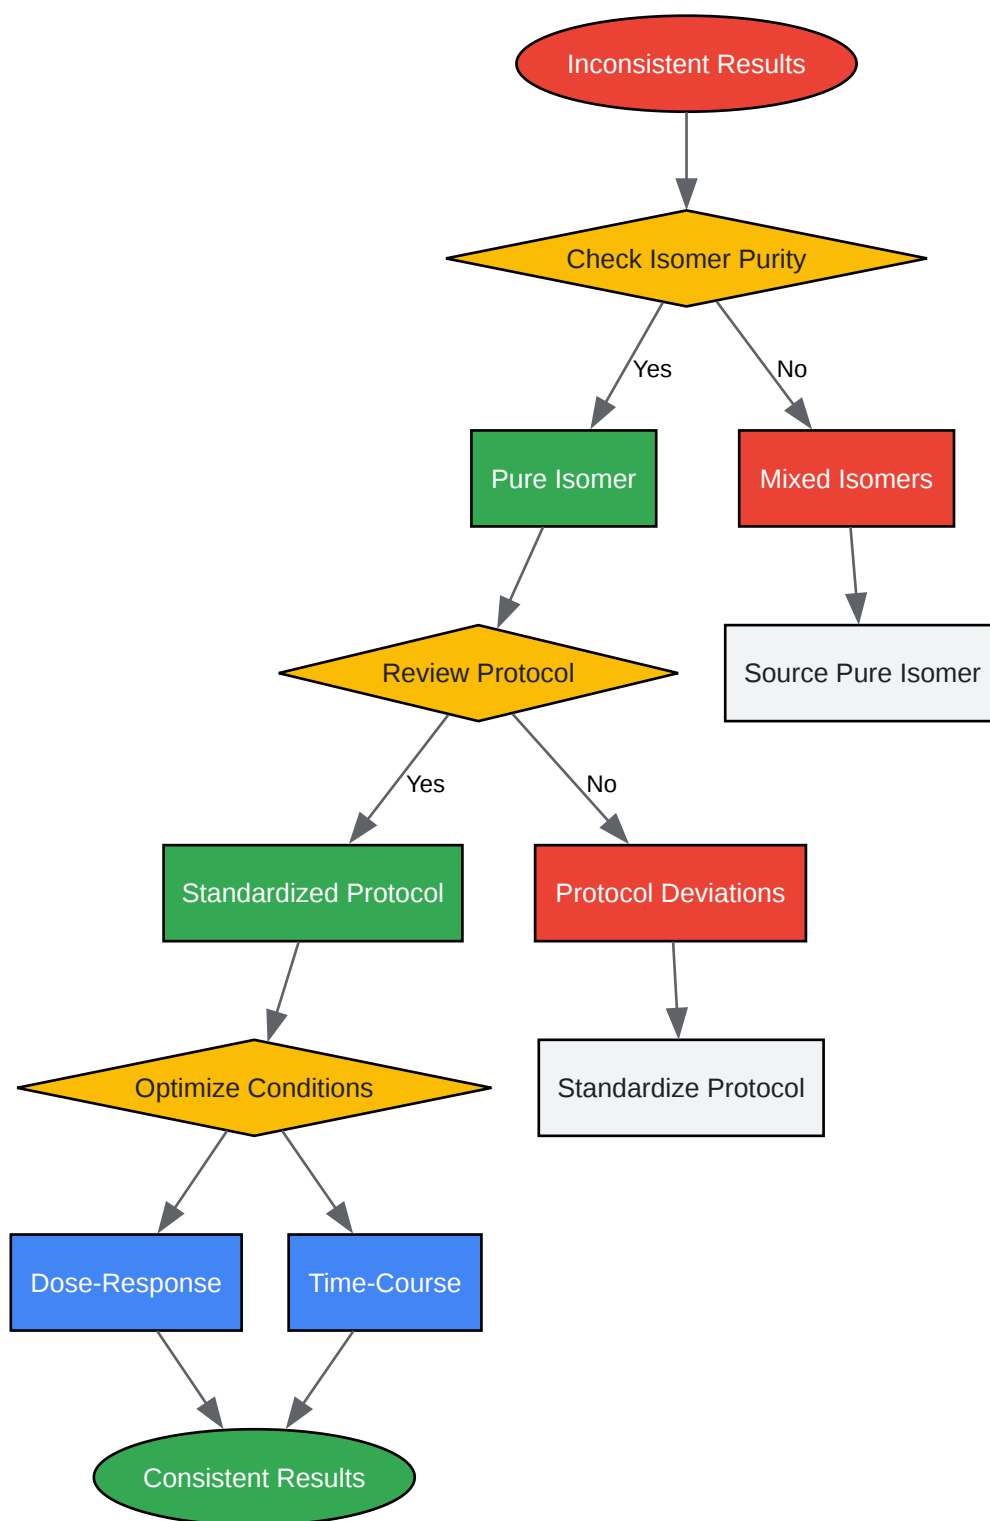 Inconsistent Results
Check Isomer Purity
Yes
No
Pure Isomer
Mixed Isomers
Review Protocol
Source Pure Isomer
Yes
No
Standardized Protocol
Protocol Deviations
Optimize Conditions
Standardize Protocol
Dose-Response
Time-Course
Consistent Results